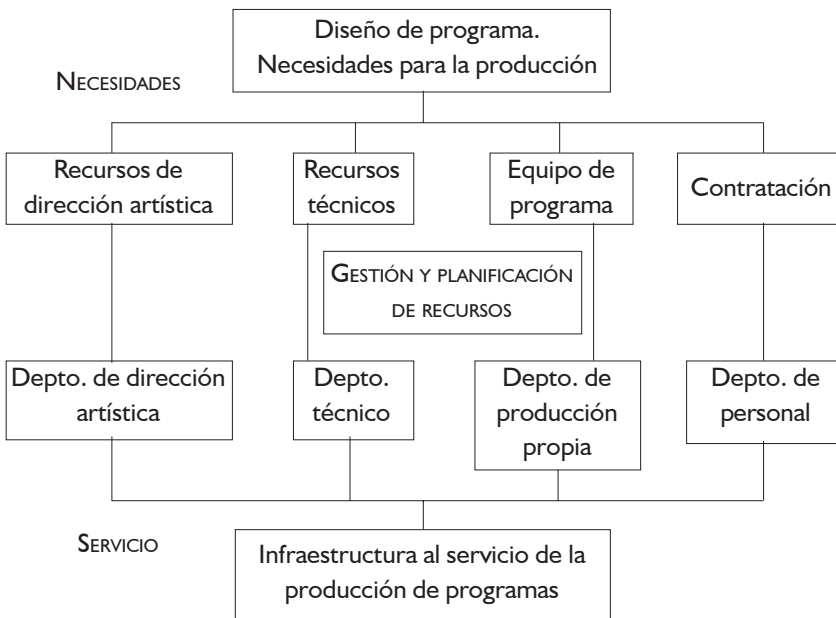 Diseño de programa.
Necesidades para la producción
NECESIDADES
Recursos de
dirección artística
Recursos
técnicos
Equipo de
programa
Contratación
GESTIÓN Y PLANIFICACIÓN
DE RECURSOS
Depto. de dirección
artística
Depto.
técnico
Depto. de
producción
propia
Depto. de
personal
SERVICIO
Infraestructura al servicio de la
producción de programas